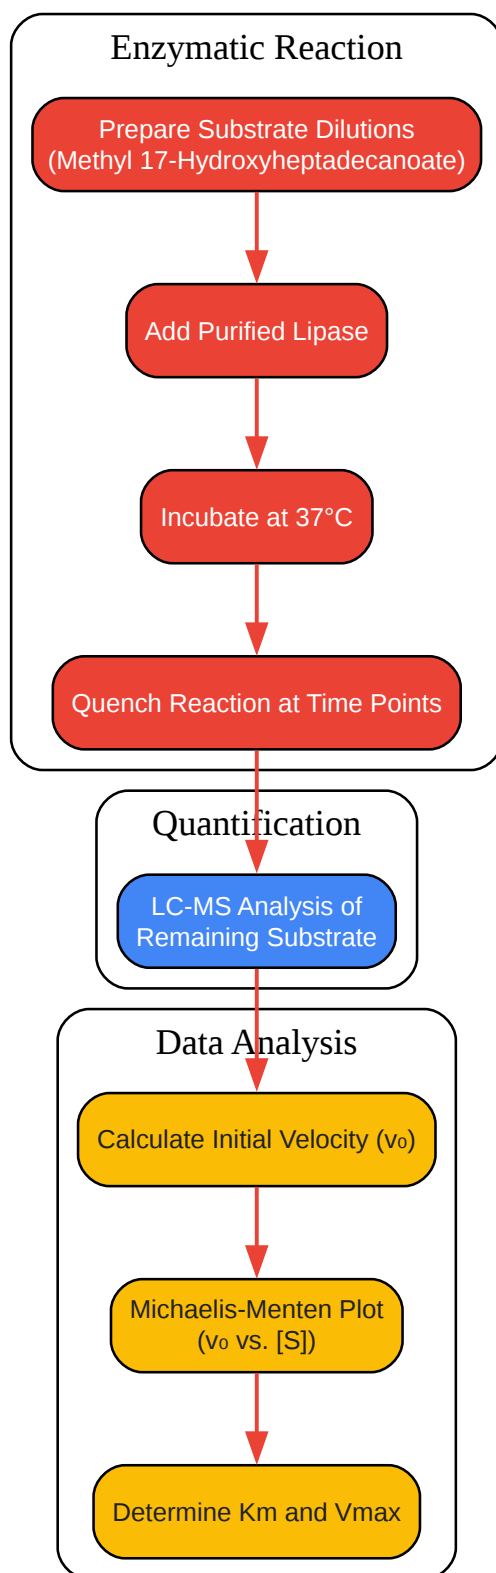 Enzymatic Reaction
Prepare Substrate Dilutions
(Methyl 17-Hydroxyheptadecanoate)
Add Purified Lipase
Incubate at 37°C
Quench Reaction at Time Points
Quantification
LC-MS Analysis of
Remaining Substrate
Data Analysis
Calculate Initial Velocity (v₀)
Michaelis-Menten Plot
(v₀ vs. [S])
Determine Km and Vmax